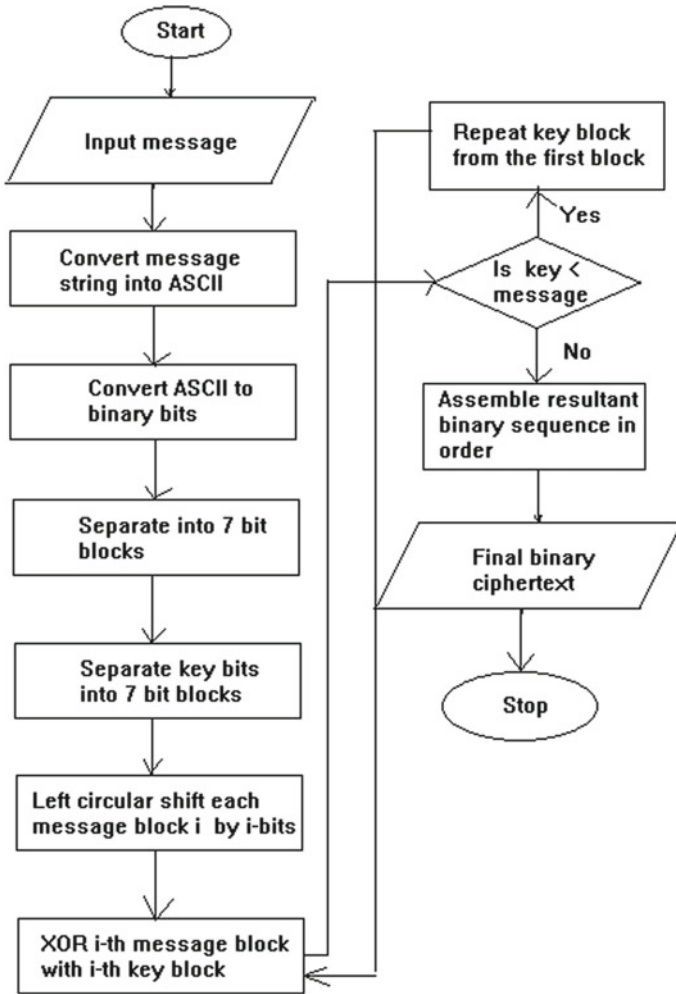 Start
Input message
Convert message
string into ASCII
Convert ASCII to
binary bits
Separate into 7 bit
blocks
Separate key bits
into 7 bit blocks
Left circular shift each
message block i by i-bits
XOR i-th message block
with i-th key block
Repeat key block
from the first block
Yes
Is key <
message
No
Assemble resultant
binary sequence in
order
Final binary
ciphertext
Stop